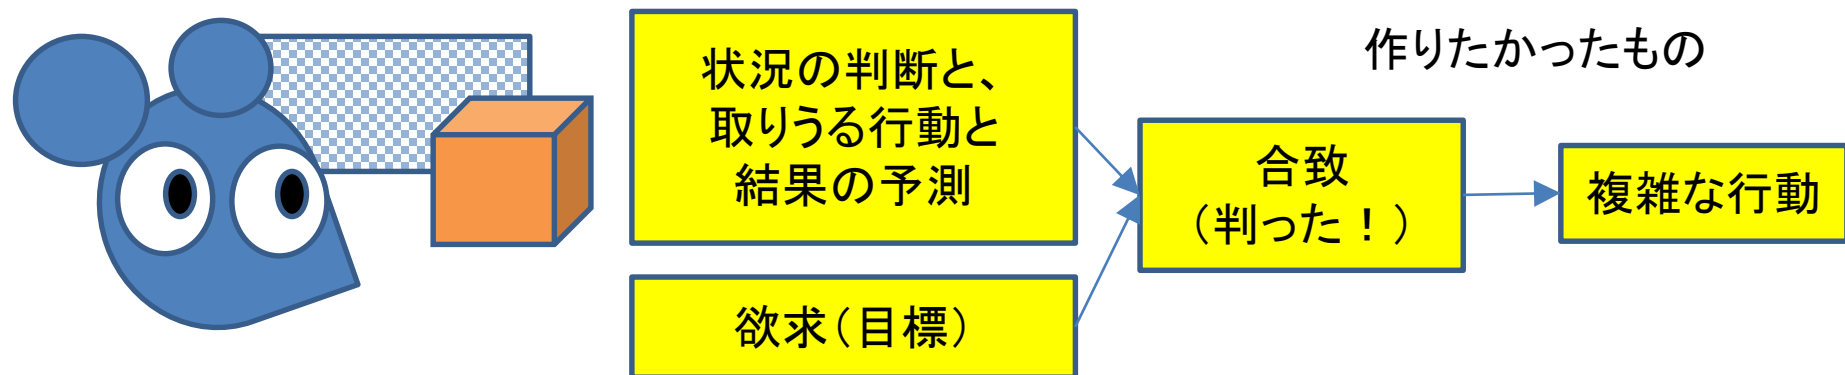 作りたかったもの
状況の判断と、
取りうる行動と
結果の予測
欲求(目標)
合致
(判った!)
複雑な行動